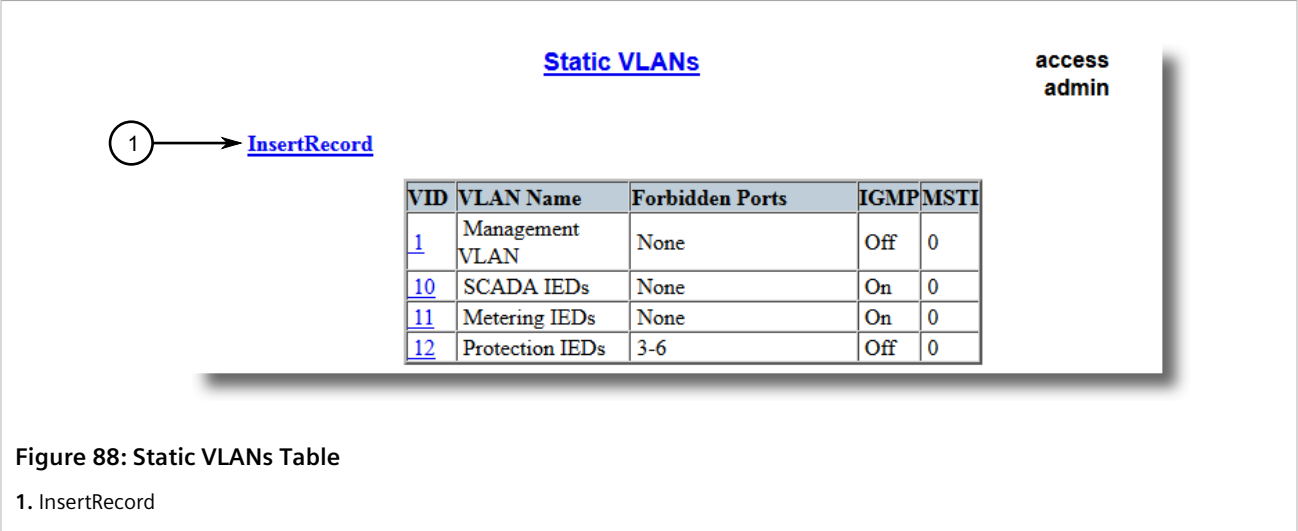 Static VLANs
access
admin
1
InsertRecord
VID VLAN Name Forbidden Ports IGMP MSTI
1 Management VLAN None Off 0
10 SCADA IEDs None On 0
11 Metering IEDs None On 0
12 Protection IEDs 3-6 Off 0
Figure 88: Static VLANs Table
1. InsertRecord